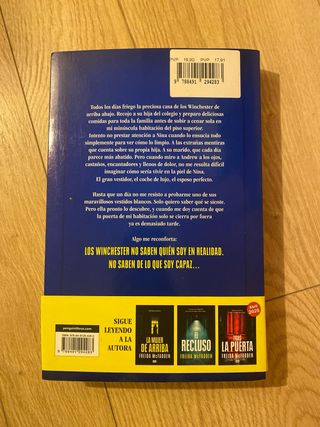 PVP 18,90 PVP 17,91
9 788491 294283
Todos los días friego la preciosa casa de los Winchester de
arriba abajo. Recojo a su hija del colegio y preparo deliciosas
comidas para toda la familia antes de subir a cenar sola en
mi minúscula habitación del piso superior.
Intento no prestar atención a Nina cuando lo ensucia todo
simplemente para ver cómo lo limpio. A las extrañas mentiras
que cuenta sobre su propia hija. A su marido, que cada día
parece más abatido. Pero cuando miro a Andrew a los ojos,
castaños, encantadores y llenos de dolor, no me resulta difícil
imaginar cómo sería vivir en la piel de Nina.
El gran vestidor, el coche de lujo, el esposo perfecto.
Hasta que un día no me resisto a probarme uno de sus
maravillosos vestidos blancos. Solo quiero saber qué se siente.
Pero ella pronto lo descubre, y cuando me doy cuenta de que
la puerta de mi habitación solo se cierra por fuera
ya es demasiado tarde.
Algo me reconforta:
LOS WINCHESTER NO SABEN QUIÉN SOY EN REALIDAD.
NO SABEN DE LO QUE SOY CAPAZ...
penguinlibros.com
9 788491 294283
SIGUE
LEYENDO
A LA
AUTORA
LA MUJER
DE ARRIBA
FREIDA McFADDEN
RECLUSO
FREIDA McFADDEN
TRAS
LA PUERTA
FREIDA McFADDEN
2025